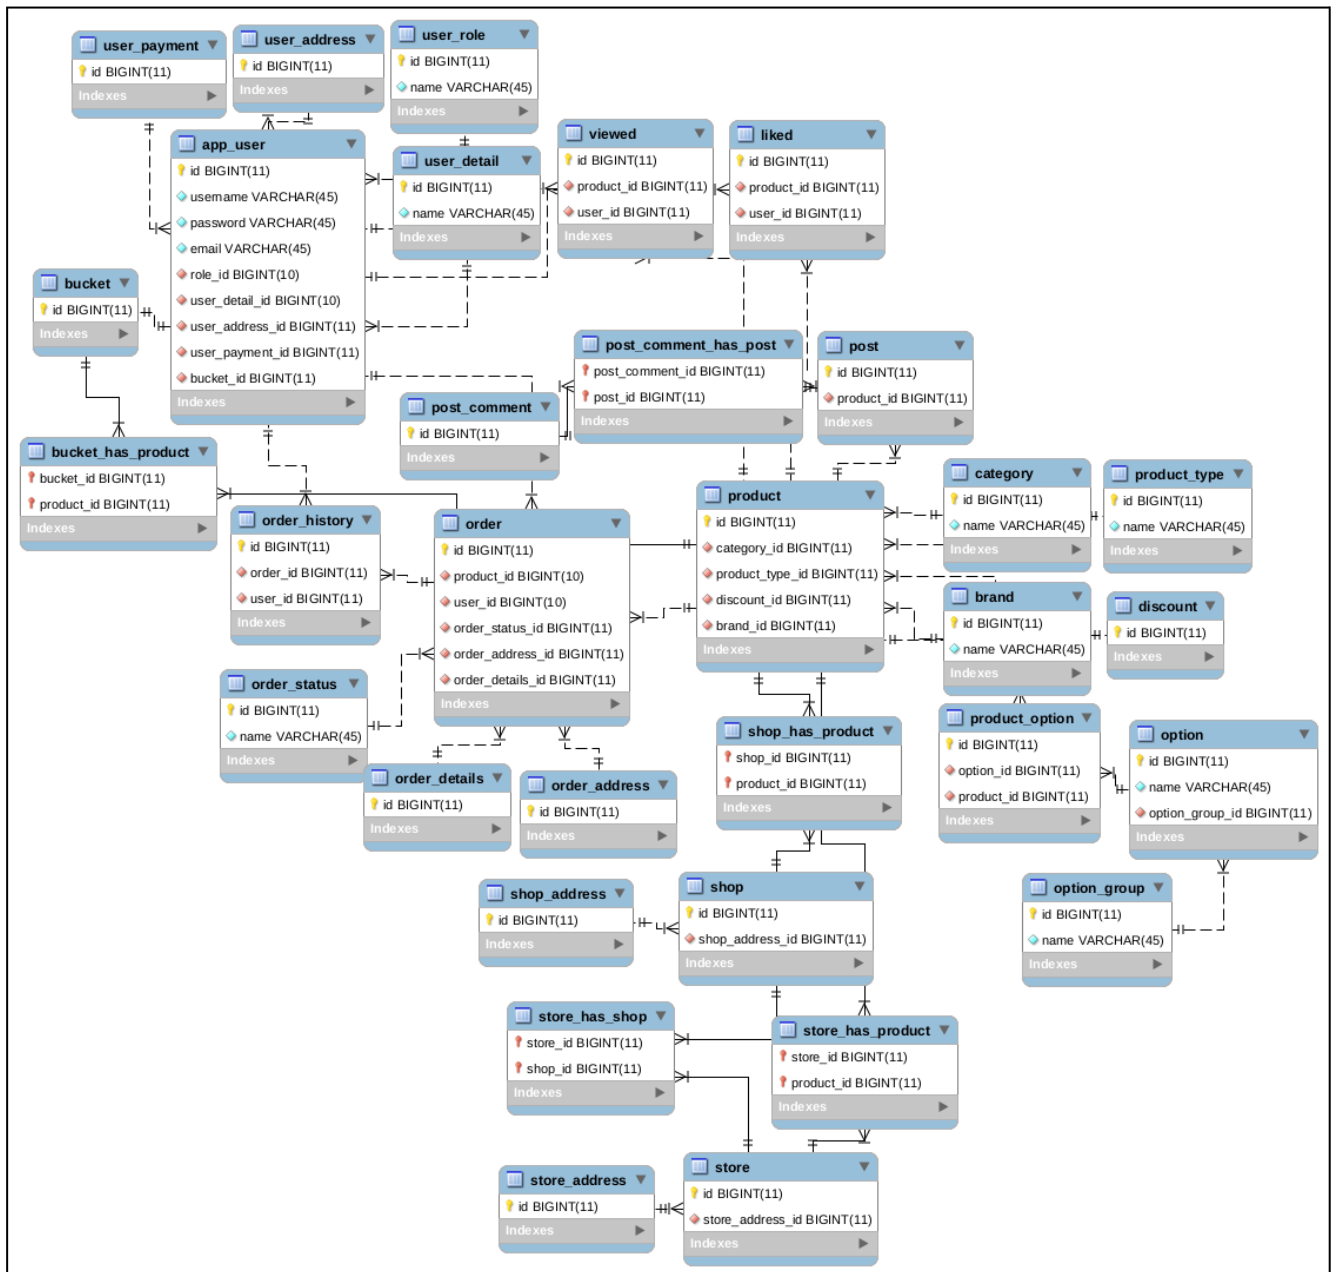 user_payment
id BIGINT(11)
Indexes
user_address
id BIGINT(11)
Indexes
user_role
id BIGINT(11)
name VARCHAR(45)
Indexes
app_user
id BIGINT(11)
username VARCHAR(45)
password VARCHAR(45)
email VARCHAR(45)
role_id BIGINT(10)
user_detail_id BIGINT(10)
user_address_id BIGINT(11)
user_payment_id BIGINT(11)
bucket_id BIGINT(11)
Indexes
user_detail
id BIGINT(11)
name VARCHAR(45)
Indexes
viewed
id BIGINT(11)
product_id BIGINT(11)
user_id BIGINT(11)
Indexes
liked
id BIGINT(11)
product_id BIGINT(11)
user_id BIGINT(11)
Indexes
bucket
id BIGINT(11)
Indexes
post_comment_has_post
post_comment_id BIGINT(11)
post_id BIGINT(11)
Indexes
post
id BIGINT(11)
product_id BIGINT(11)
Indexes
post_comment
id BIGINT(11)
Indexes
bucket_has_product
bucket_id BIGINT(11)
product_id BIGINT(11)
Indexes
order_history
id BIGINT(11)
order_id BIGINT(11)
user_id BIGINT(11)
Indexes
order
id BIGINT(11)
product_id BIGINT(10)
user_id BIGINT(10)
order_status_id BIGINT(11)
order_address_id BIGINT(11)
order_details_id BIGINT(11)
Indexes
product
id BIGINT(11)
category_id BIGINT(11)
product_type_id BIGINT(11)
discount_id BIGINT(11)
brand_id BIGINT(11)
Indexes
category
id BIGINT(11)
name VARCHAR(45)
Indexes
product_type
id BIGINT(11)
name VARCHAR(45)
Indexes
brand
id BIGINT(11)
name VARCHAR(45)
Indexes
discount
id BIGINT(11)
Indexes
order_status
id BIGINT(11)
name VARCHAR(45)
Indexes
order_details
id BIGINT(11)
Indexes
order_address
id BIGINT(11)
Indexes
shop_has_product
shop_id BIGINT(11)
product_id BIGINT(11)
Indexes
product_option
id BIGINT(11)
option_id BIGINT(11)
product_id BIGINT(11)
Indexes
option
id BIGINT(11)
name VARCHAR(45)
option_group_id BIGINT(11)
Indexes
shop_address
id BIGINT(11)
Indexes
shop
id BIGINT(11)
shop_address_id BIGINT(11)
Indexes
option_group
id BIGINT(11)
name VARCHAR(45)
Indexes
store_has_shop
store_id BIGINT(11)
shop_id BIGINT(11)
Indexes
store_has_product
store_id BIGINT(11)
product_id BIGINT(11)
Indexes
store_address
id BIGINT(11)
Indexes
store
id BIGINT(11)
store_address_id BIGINT(11)
Indexes